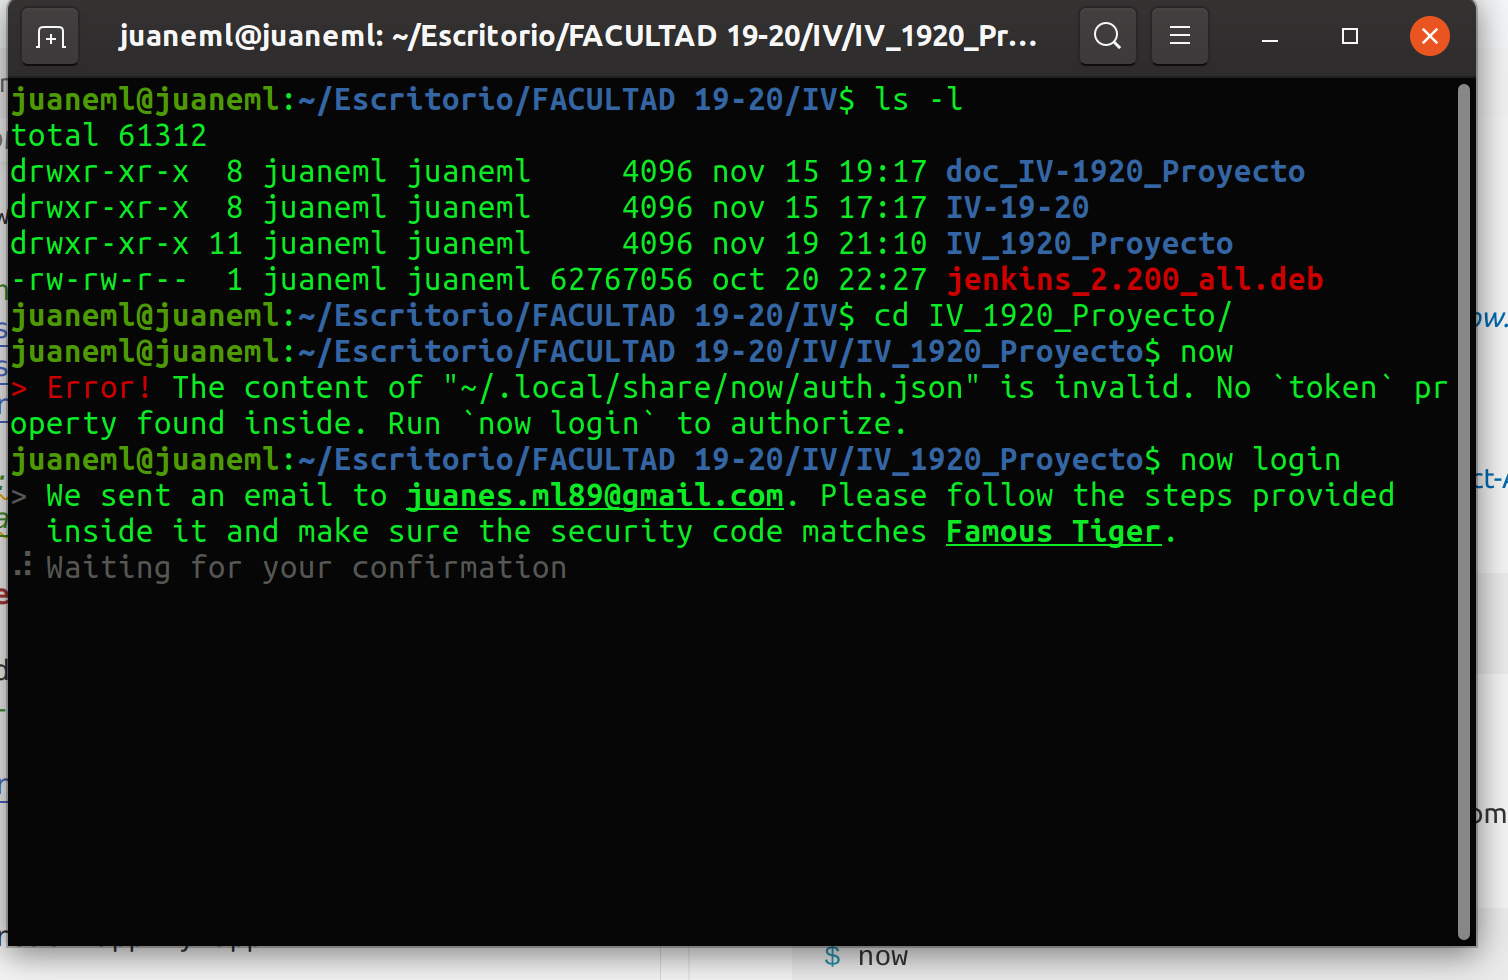 juaneml@juaneml: ~/Escritorio/FACULTAD 19-20/IV/IV_1920_Pr...
juaneml@juaneml:~/Escritorio/FACULTAD 19-20/IV$ ls -l
total 61312
drwxr-xr-x  8 juaneml juaneml     4096 nov 15 19:17 doc_IV-1920_Proyecto
drwxr-xr-x  8 juaneml juaneml     4096 nov 15 17:17 IV-19-20
drwxr-xr-x 11 juaneml juaneml     4096 nov 19 21:10 IV_1920_Proyecto
-rw-rw-r--  1 juaneml juaneml 62767056 oct 20 22:27 jenkins_2.200_all.deb
juaneml@juaneml:~/Escritorio/FACULTAD 19-20/IV$ cd IV_1920_Proyecto/
juaneml@juaneml:~/Escritorio/FACULTAD 19-20/IV/IV_1920_Proyecto$ now
> Error! The content of "~/.local/share/now/auth.json" is invalid. No `token` pr
operty found inside. Run `now login` to authorize.
juaneml@juaneml:~/Escritorio/FACULTAD 19-20/IV/IV_1920_Proyecto$ now login
> We sent an email to juanes.ml89@gmail.com. Please follow the steps provided
inside it and make sure the security code matches Famous Tiger.
Waiting for your confirmation
$ now